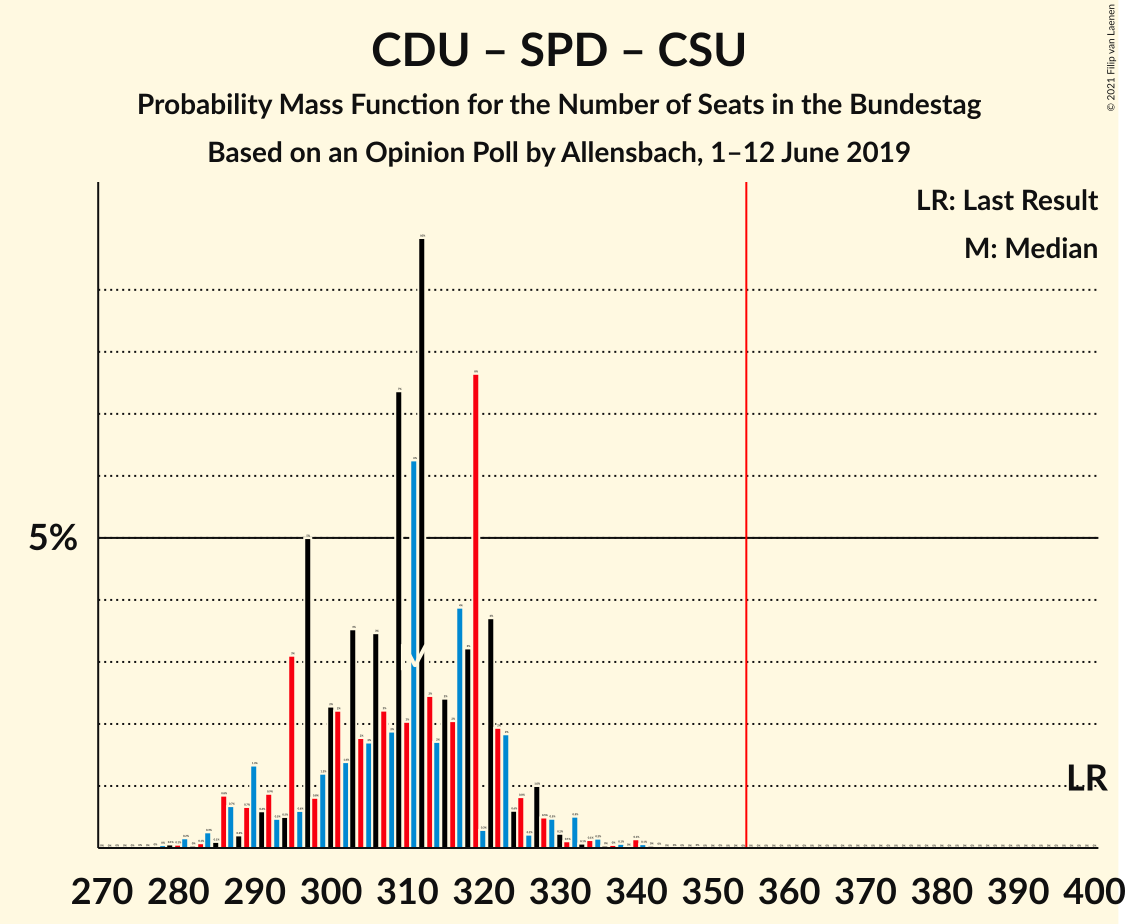 CDU – SPD – CSU
Probability Mass Function for the Number of Seats in the Bundestag
Based on an Opinion Poll by Allensbach, 1–12 June 2019
© 2021 Filip van Laenen
LR: Last Result
M: Median
5%
LR
270 280 290 300 310 320 330 340 350 360 370 380 390 400